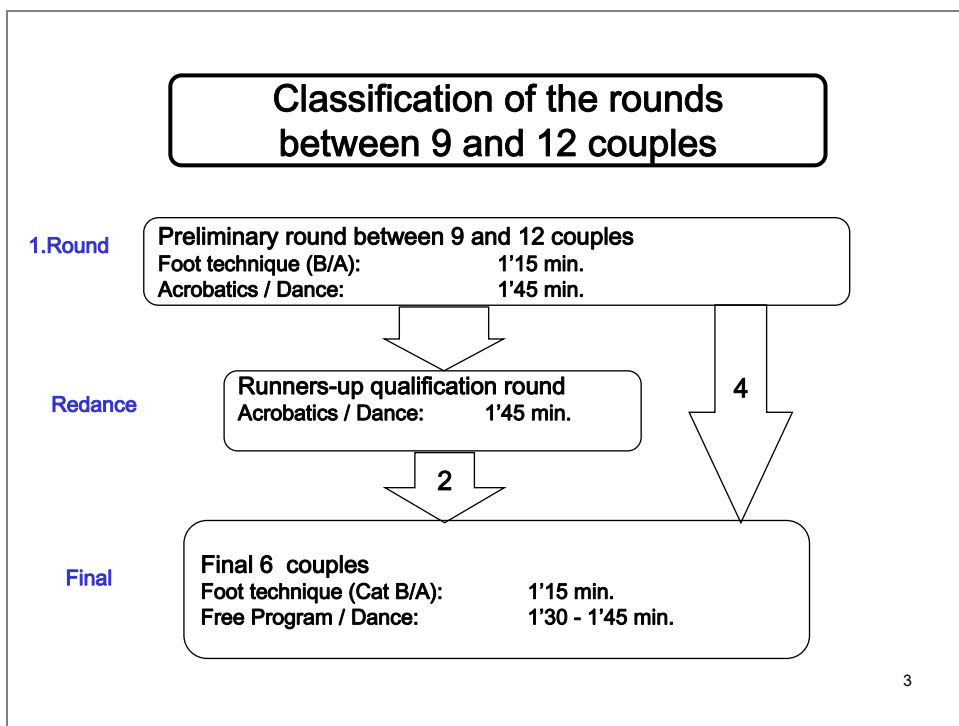 Classification of the rounds
between 9 and 12 couples
1.Round
Preliminary round between 9 and 12 couples
Foot technique (B/A): 1’15 min.
Acrobatics / Dance: 1’45 min.
Redance
Runners-up qualification round
Acrobatics / Dance: 1’45 min.
4
2
Final
Final 6 couples
Foot technique (Cat B/A): 1’15 min.
Free Program / Dance: 1’30 - 1’45 min.
3